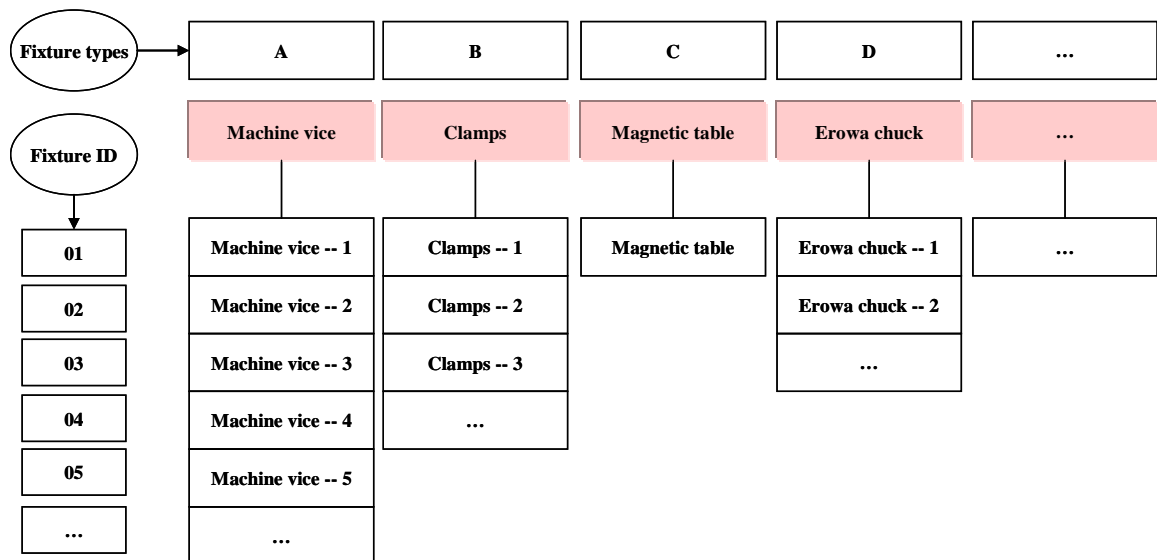 Fixture types
A
B
C
D
...
Machine vice
Clamps
Magnetic table
Erowa chuck
...
Fixture ID
01
Machine vice -- 1
Clamps -- 1
Magnetic table
Erowa chuck -- 1
...
02
Machine vice -- 2
Clamps -- 2
Erowa chuck -- 2
03
Machine vice -- 3
Clamps -- 3
...
04
Machine vice -- 4
...
05
Machine vice -- 5
...
...